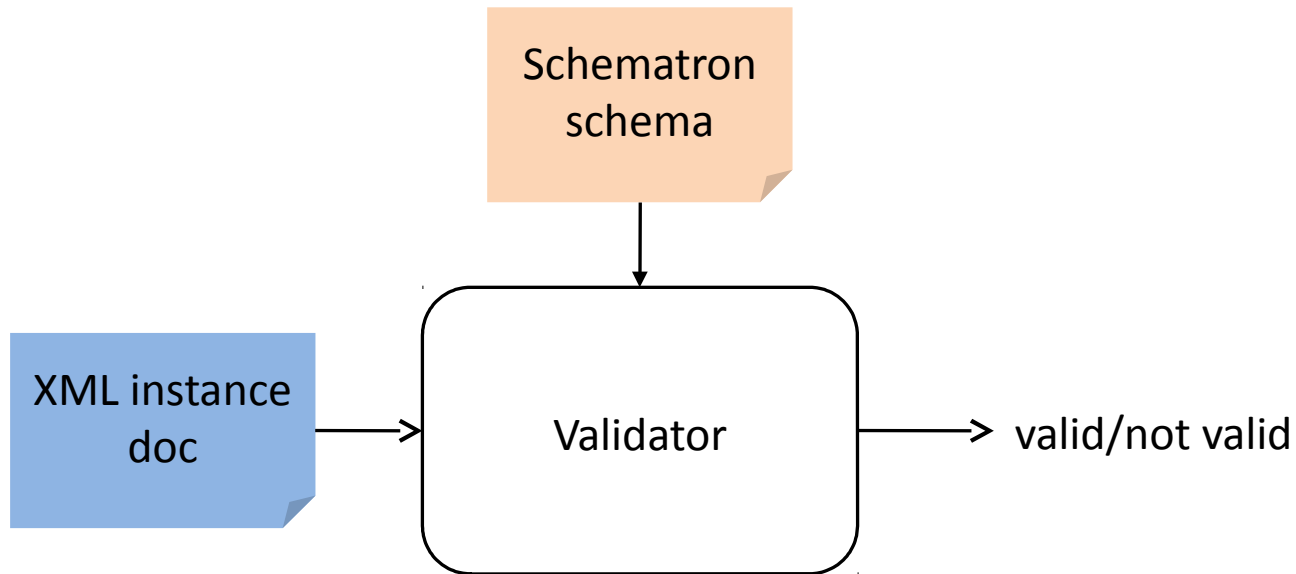 Schematron
schema
XML instance
doc
Validator
valid/not valid